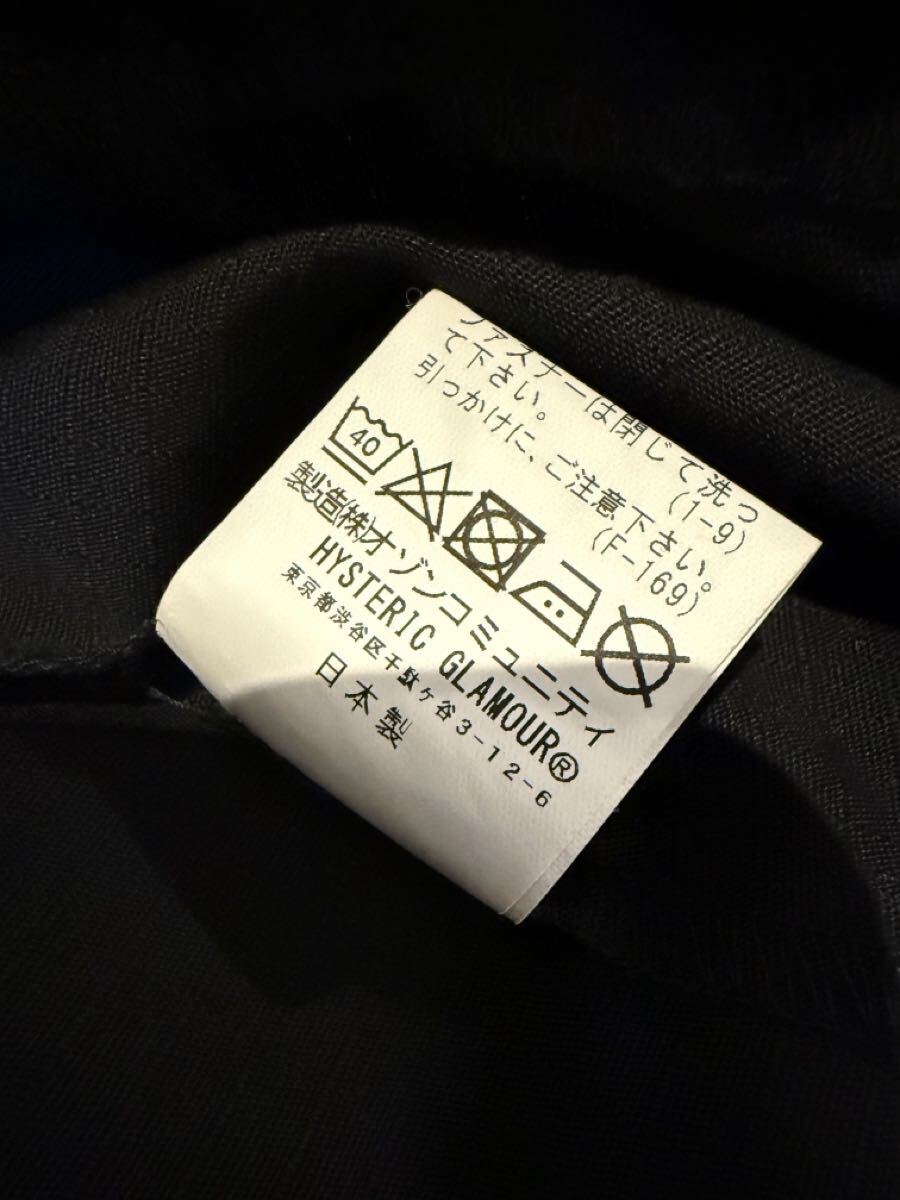 ファスナーは閉じて洗っ
て下さい。 (1-9)
引っかけに、ご注意下さい。
(F-169)
40
製造(株)オゾンコミュニティ
HYSTERIC GLAMOUR®
東京都渋谷区千駄ケ谷3-12-6
日本製